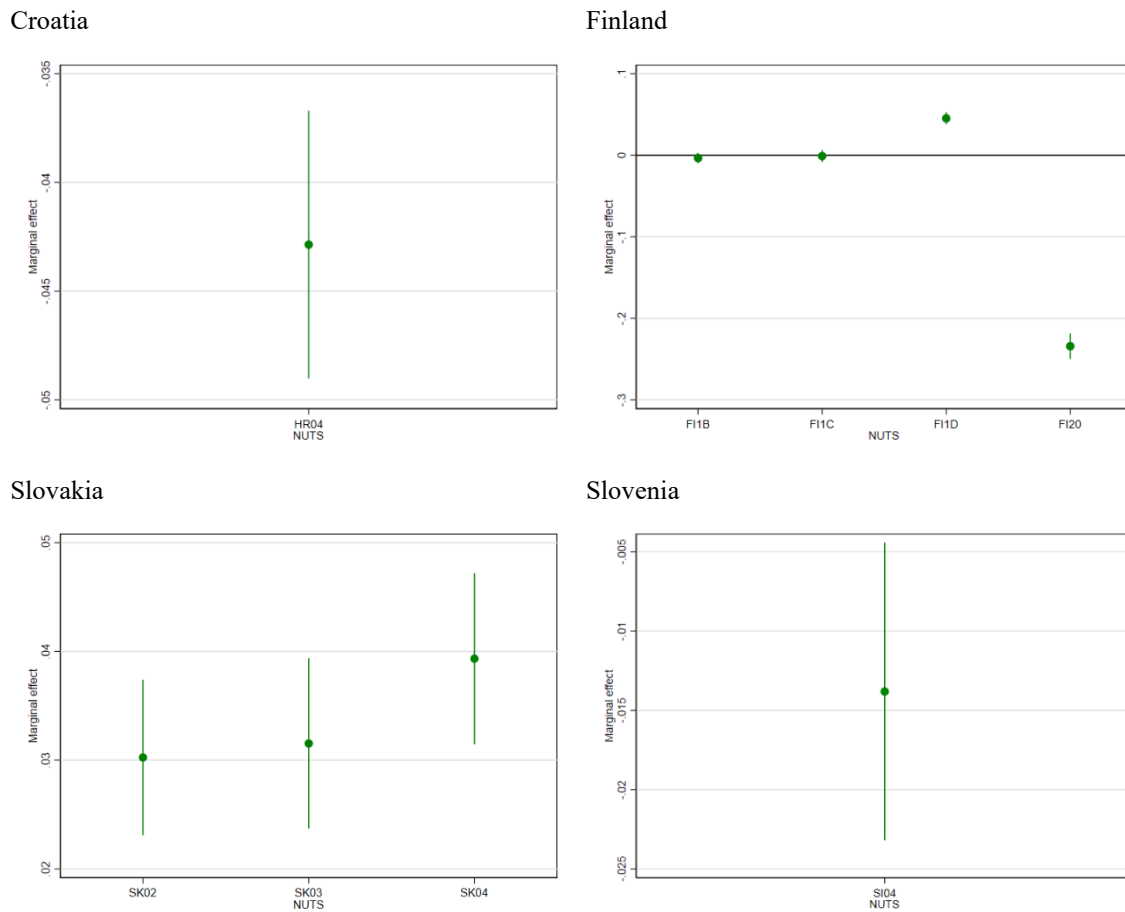 Croatia
Marginal effect
-.035
-.04
-.045
-.05
HR04
NUTS
Finland
Marginal effect
.1
0
-.1
-.2
-.3
FI1B FI1C FI1D FI20
NUTS
Slovakia
Marginal effect
.05
.04
.03
.02
SK02 SK03 SK04
NUTS
Slovenia
Marginal effect
-.005
-.01
-.015
-.02
-.025
SI04
NUTS